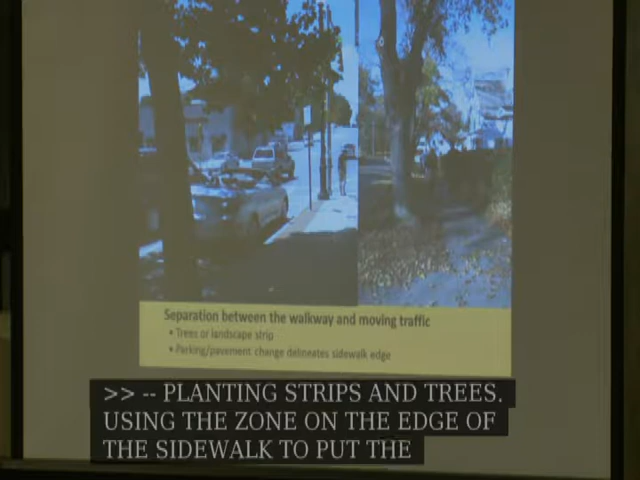 Separation between the walkway and moving traffic
• Trees or landscape strip
• Parking/pavement change delineates sidewalk edge
>> -- PLANTING STRIPS AND TREES.
USING THE ZONE ON THE EDGE OF
THE SIDEWALK TO PUT THE